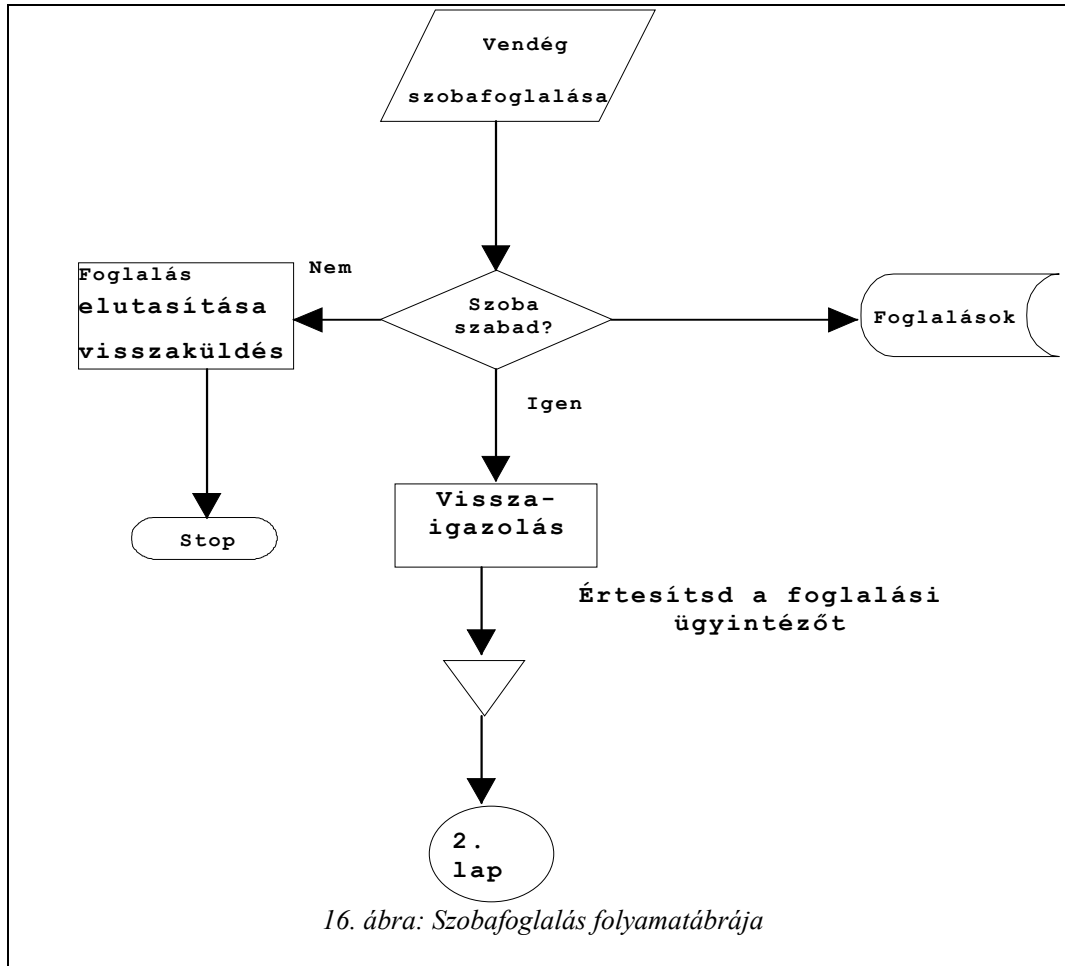 Vendég
szobafoglalása
Nem
Foglalás
elutasítása
visszaküldés
Szoba
szabad?
Foglalások
Igen
Stop
Vissza-
igazolás
Értesítsd a foglalási
ügyintézőt
2.
lap
16. ábra: Szobafoglalás folyamatábrája